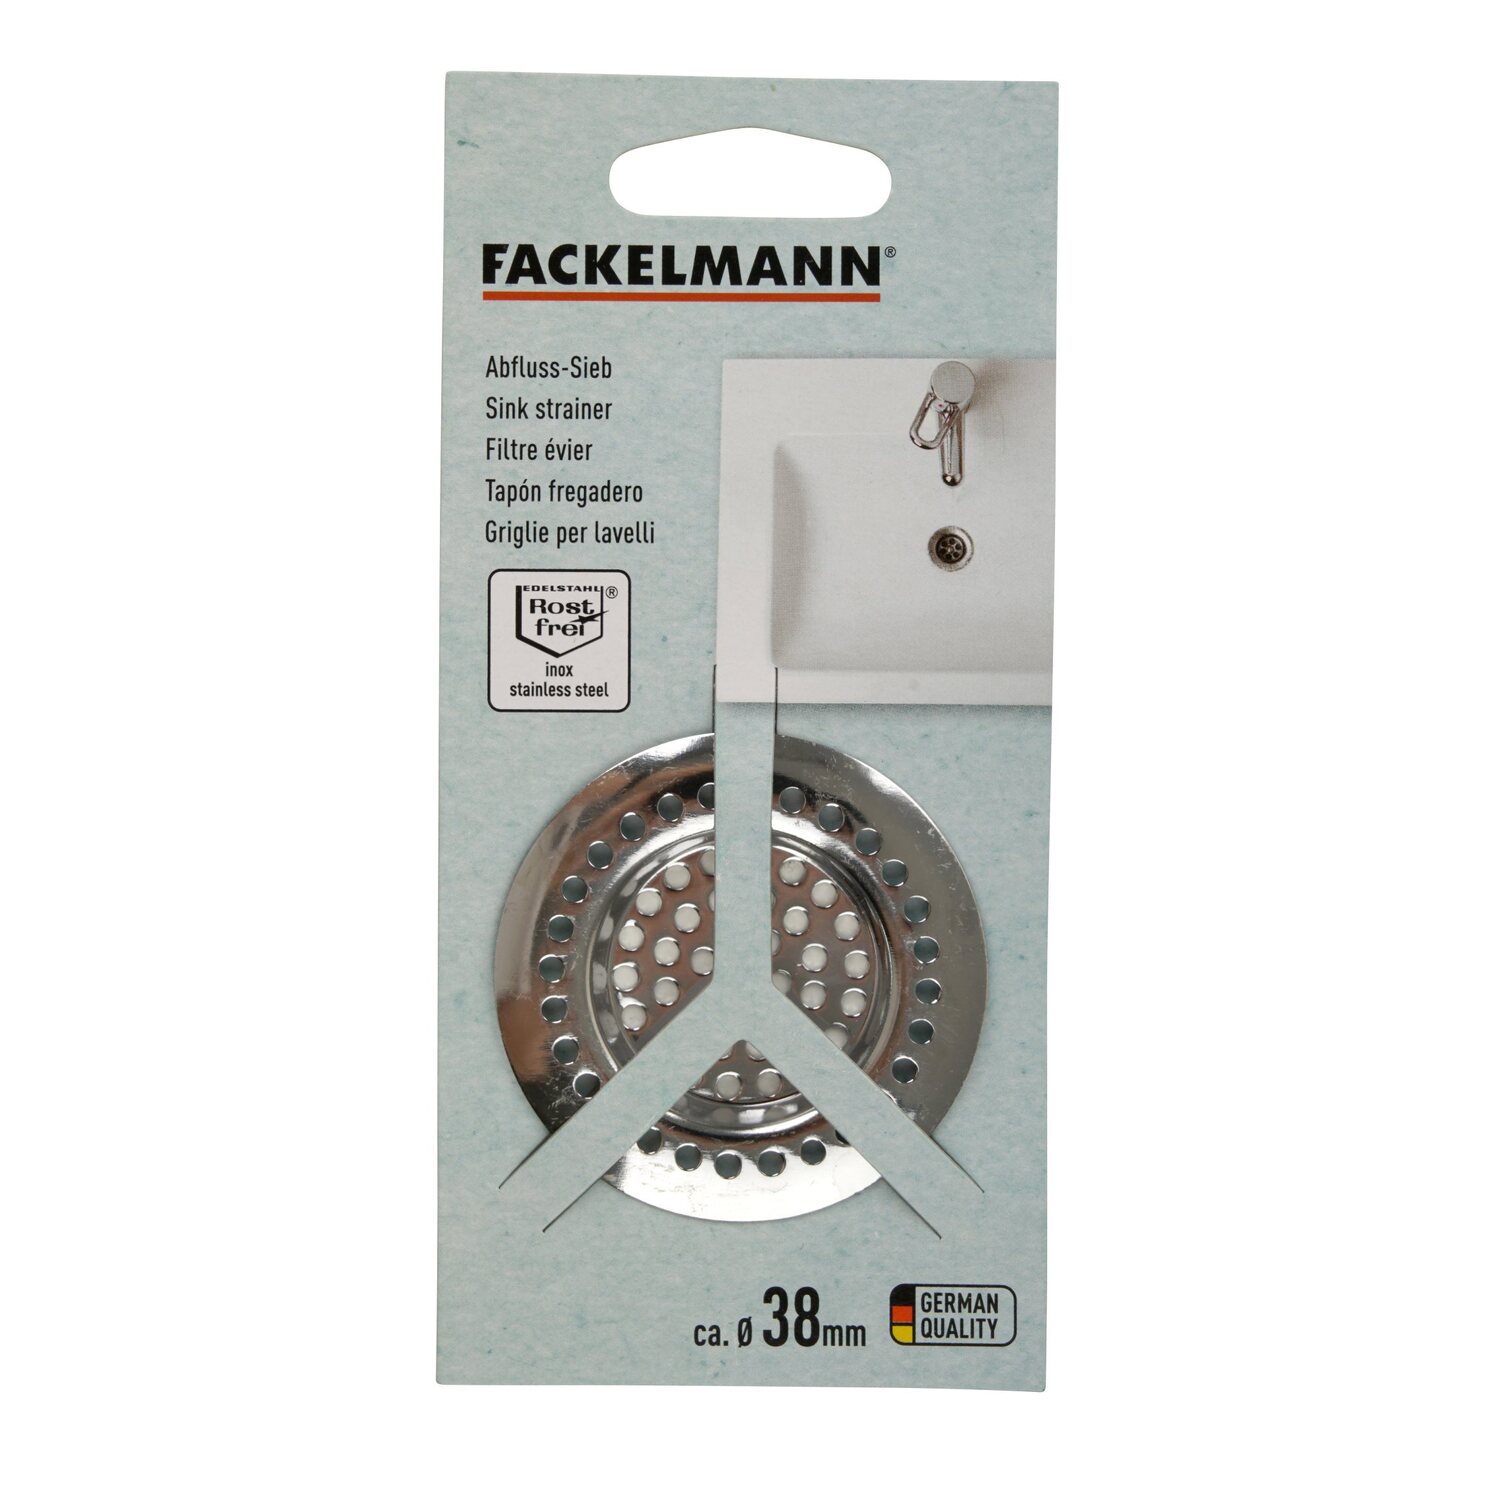 FACKELMANN®
Abfluss-Sieb
Sink strainer
Filtre évier
Tapón fregadero
Griglie per lavelli
EDELSTAHL ®
Rost
frei
inox
stainless steel
ca. Ø 38mm
GERMAN
QUALITY